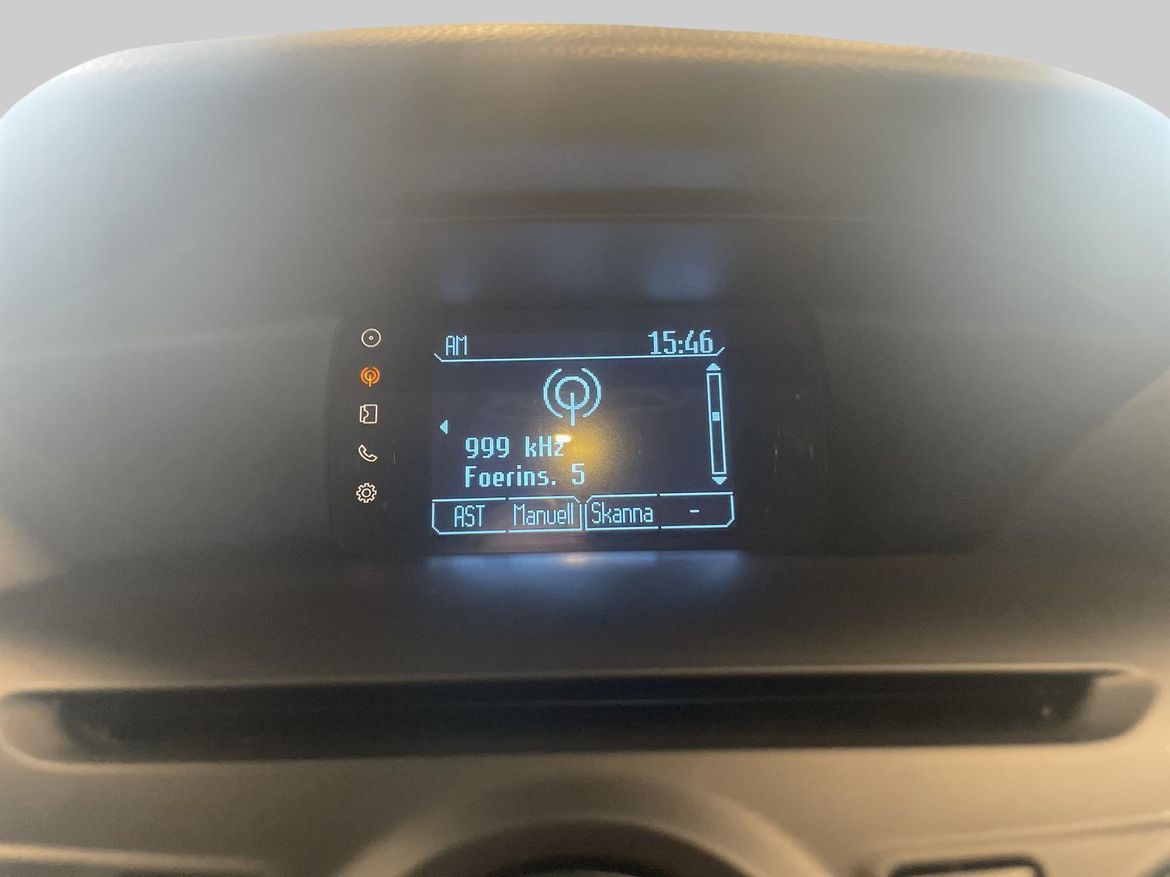 AM 15:46
999 kHz
Foerins. 5
AST Manuell Skanna -